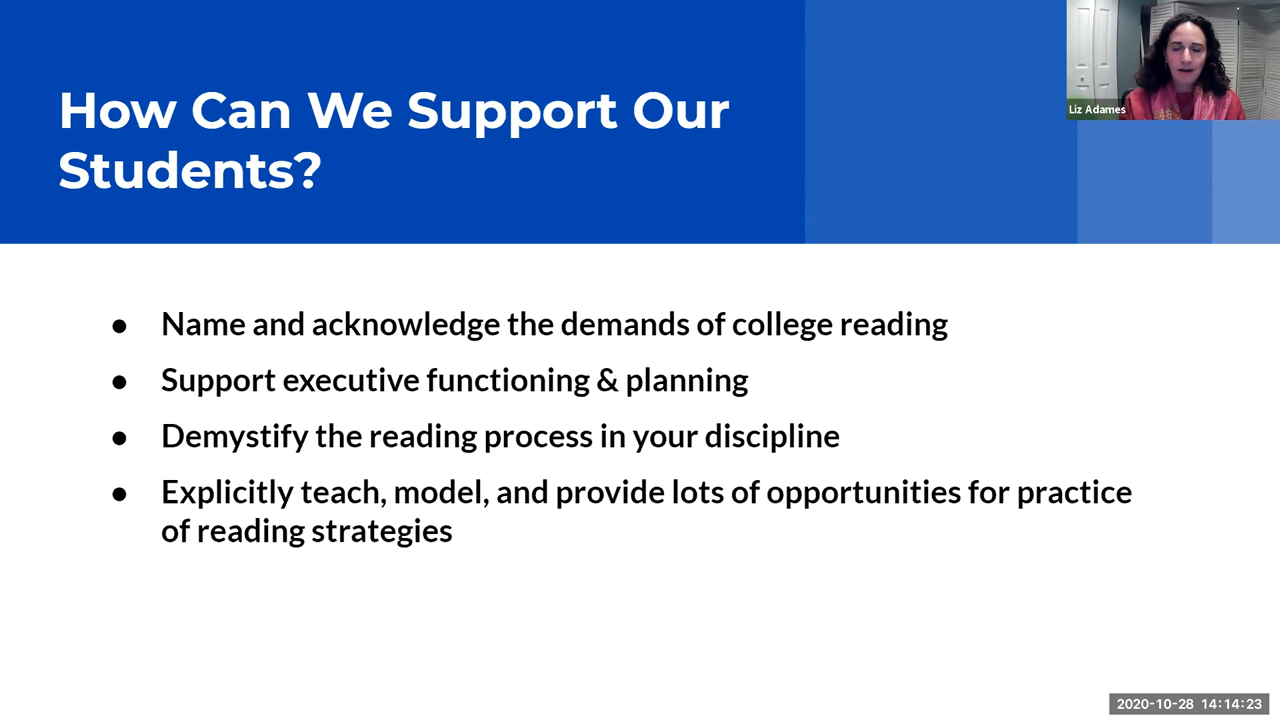 How Can We Support Our
Students?
Liz Adames
● Name and acknowledge the demands of college reading
● Support executive functioning & planning
● Demystify the reading process in your discipline
● Explicitly teach, model, and provide lots of opportunities for practice
of reading strategies
2020-10-28 14:14:23